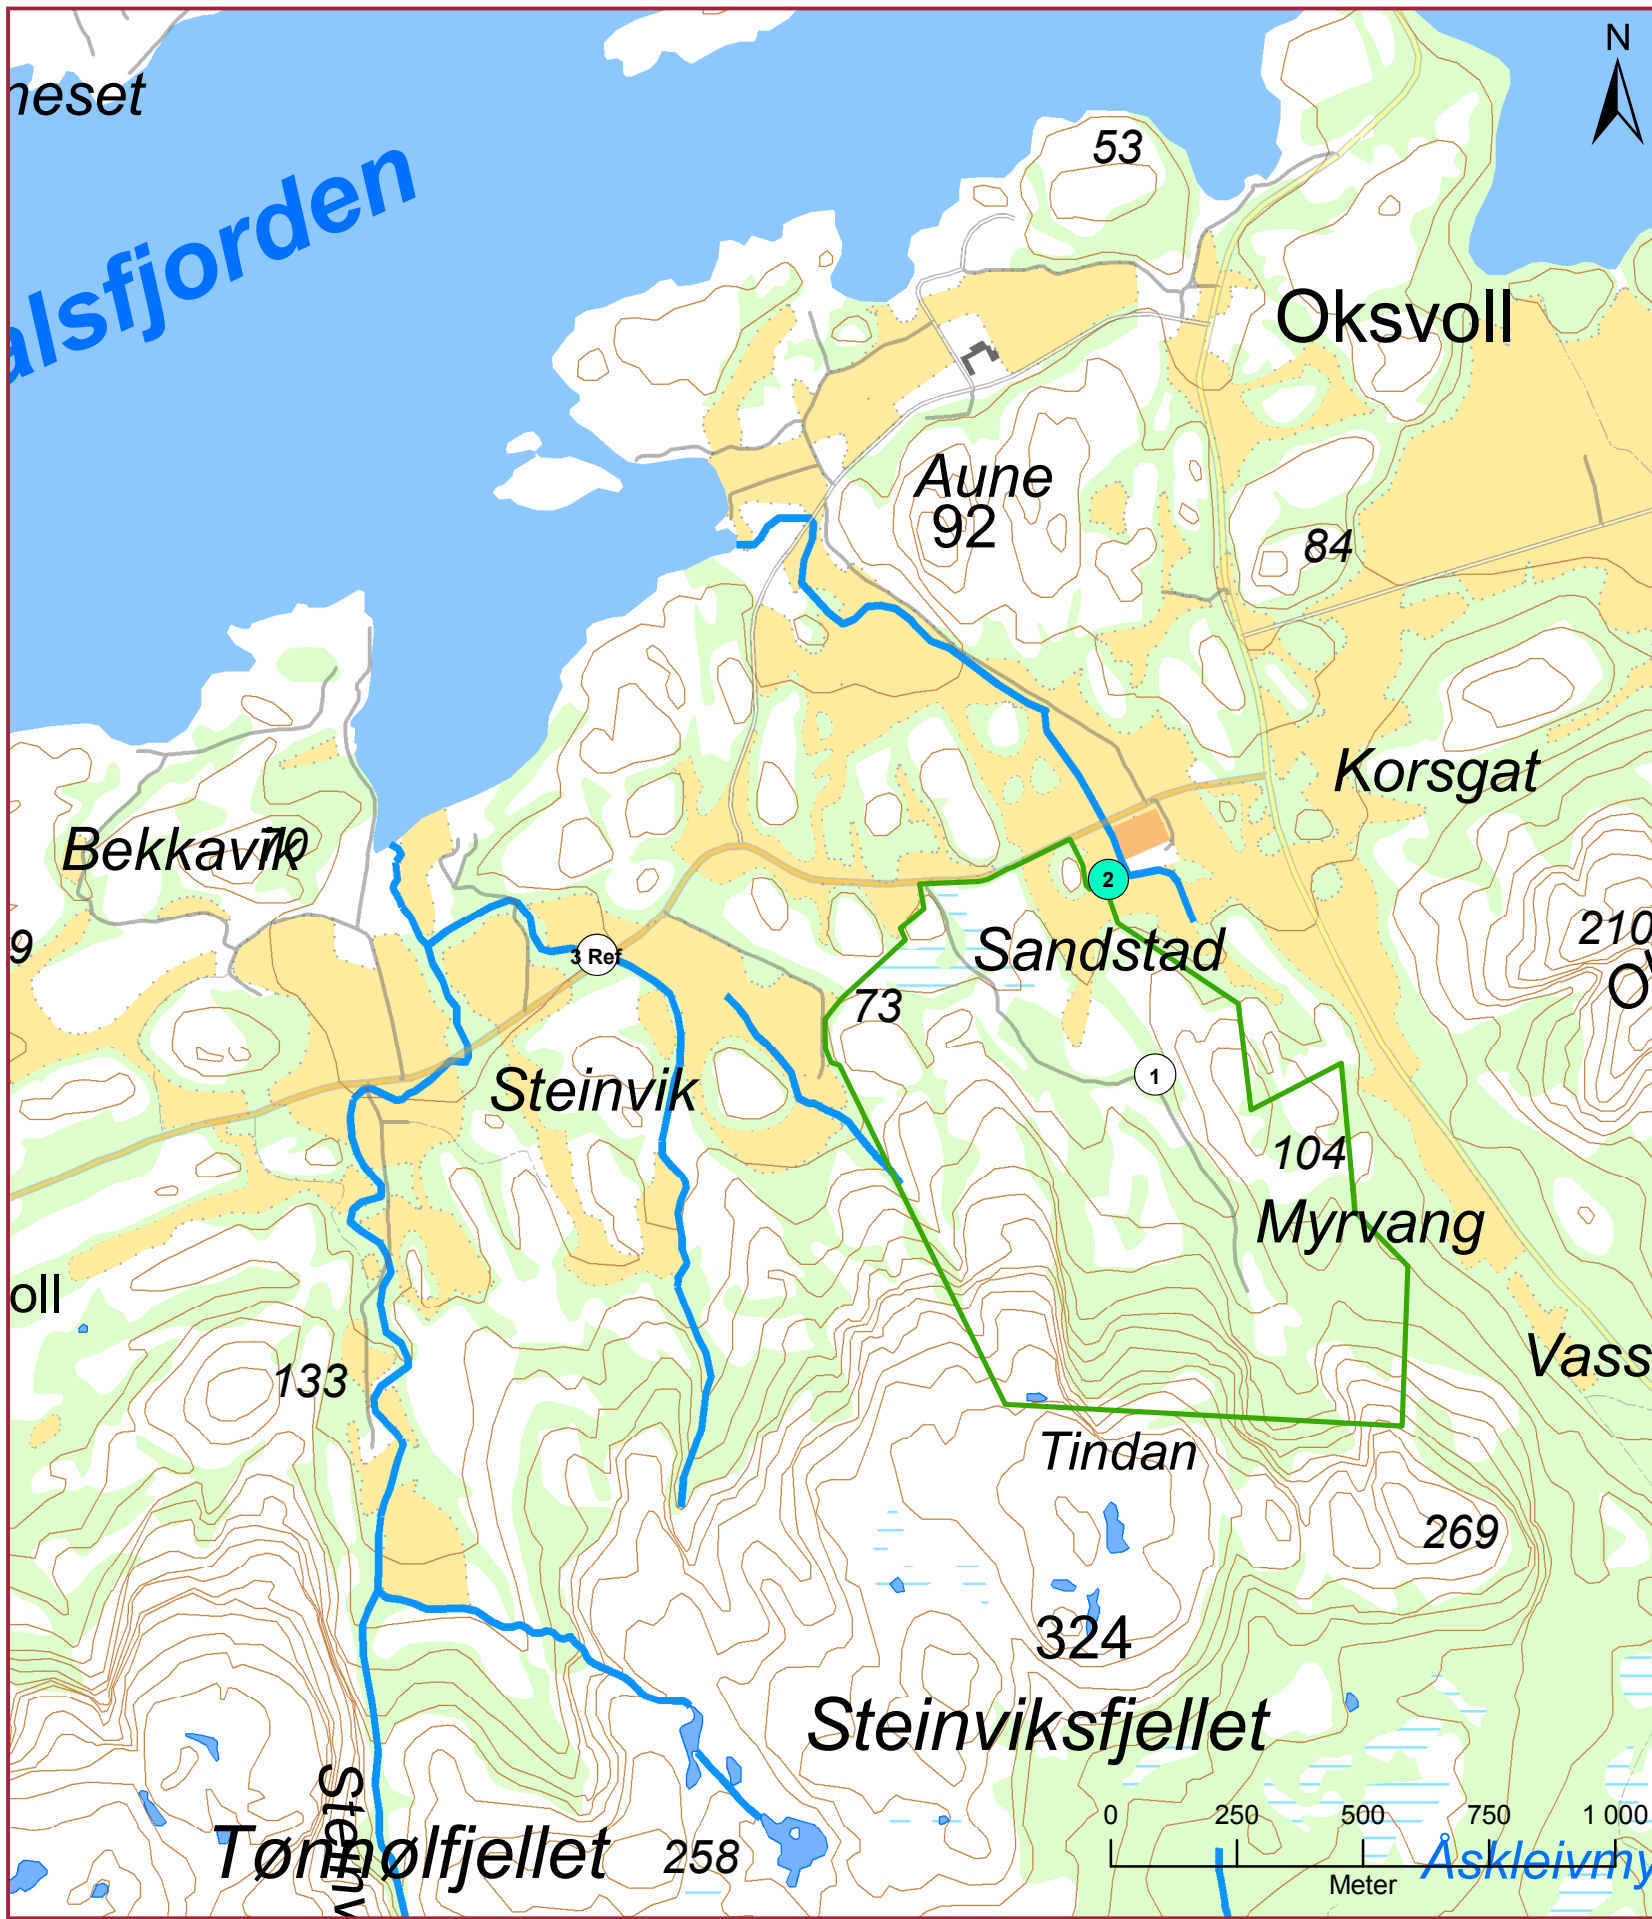 N
neset
53
alsfjorden
Oksvoll
Aune
92
84
Korsgat
Bekkavik
70
2
210
9
Sandstad
3 Ref
O
73
1
Steinvik
104
Myrvang
oll
Vass
133
Tindan
269
324
Steinviksfjellet
Steinv
0 250 500 750 1 000
Meter
Tønnølfjellet
258
Åskleivmy